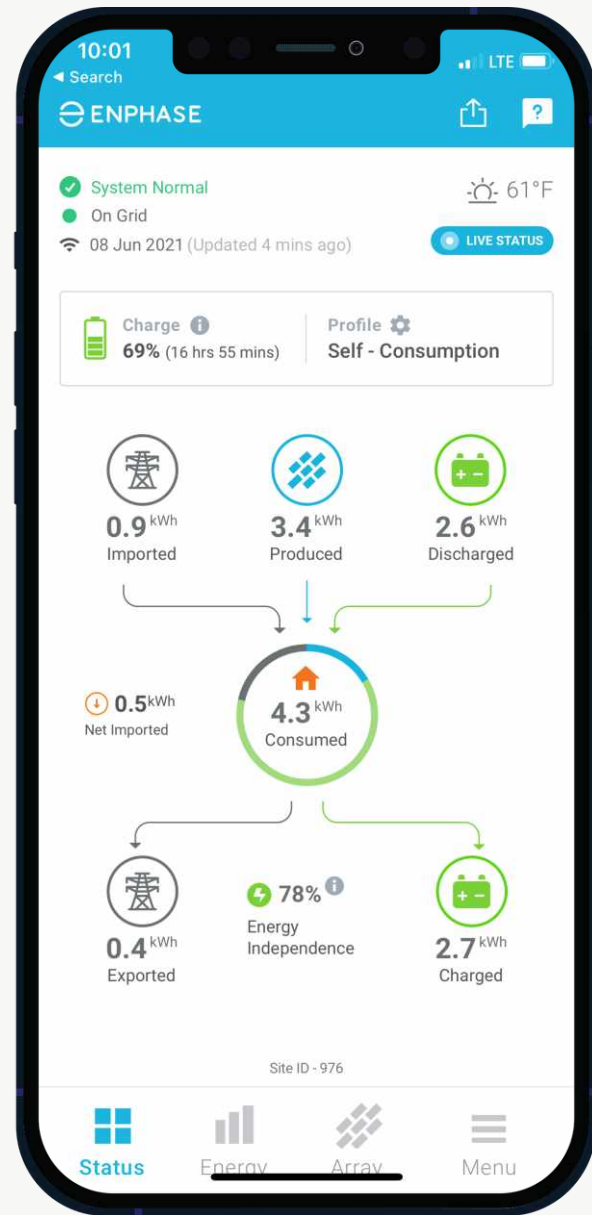 10:01
LTE
◀ Search
ENPHASE
?
System Normal
61°F
On Grid
08 Jun 2021 (Updated 4 mins ago)
LIVE STATUS
Charge i
Profile
69% (16 hrs 55 mins)
Self - Consumption
+ −
0.9 kWh
Imported
3.4 kWh
Produced
2.6 kWh
Discharged
0.5 kWh
Net Imported
4.3 kWh
Consumed
+ −
78% i
Energy
Independence
0.4 kWh
Exported
2.7 kWh
Charged
Site ID - 976
Status
Energy
Array
Menu